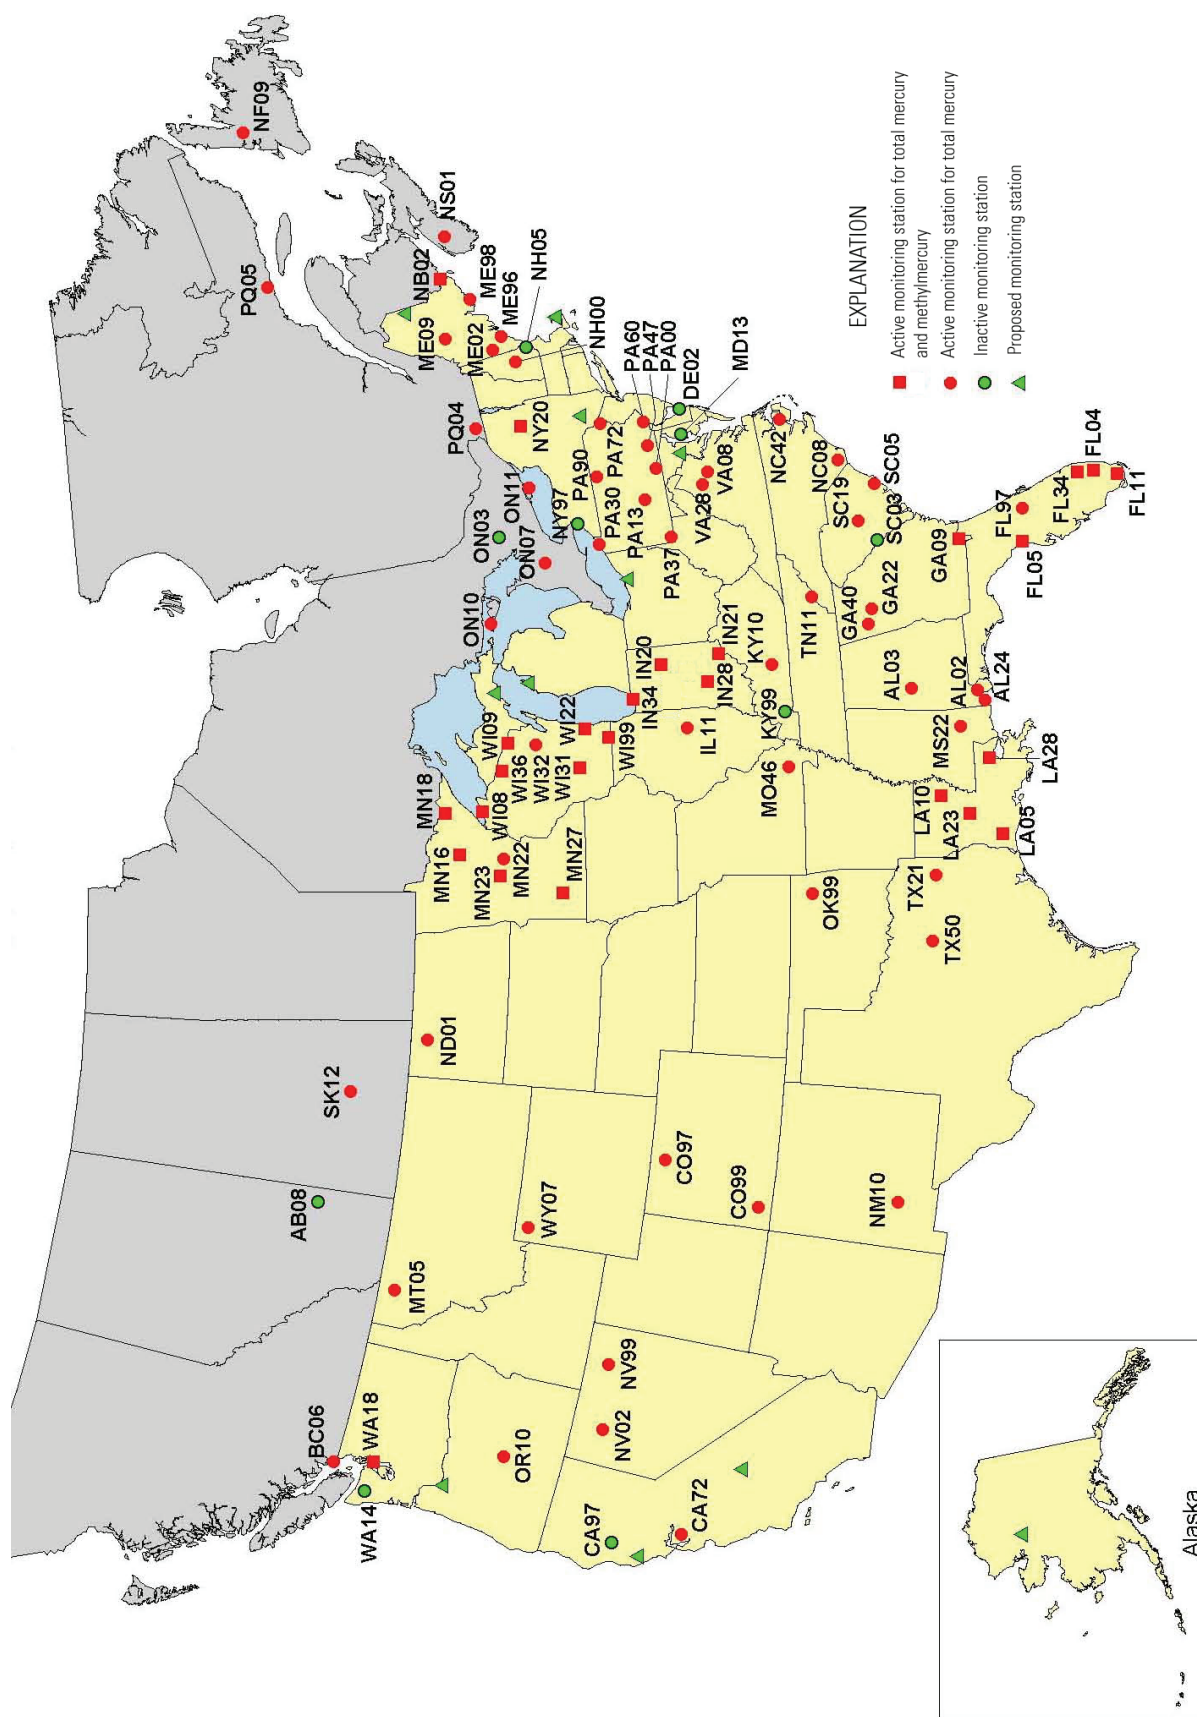 NF09
PQ05
NS01
NB02
ME98
ME96
NH05
NH00
ME09
ME02
PQ04
NY20
ON11
ON03
ON07
NY97
ON10
PA90
PA72
PA30
PA13
PA37
PA60
PA47
PA00
DE02
MD13
VA28
VA08
NC42
NC08
SC19
SC05
SC03
FL04
FL34
FL11
FL97
FL05
GA09
GA22
GA40
TN11
KY10
KY99
IN21
IN20
IN28
IN34
AL03
AL02
AL24
MS22
LA28
LA10
LA23
LA05
IL11
MO46
WI09
WI22
WI99
WI36
WI32
WI31
WI08
MN18
MN16
MN23
MN22
MN27
TX21
TX50
OK99
ND01
SK12
AB08
MT05
WY07
CO97
CO99
NM10
NV99
NV02
BC06
WA18
WA14
OR10
CA97
CA72
Alaska
EXPLANATION
Active monitoring station for total mercury
and methylmercury
Active monitoring station for total mercury
Inactive monitoring station
Proposed monitoring station